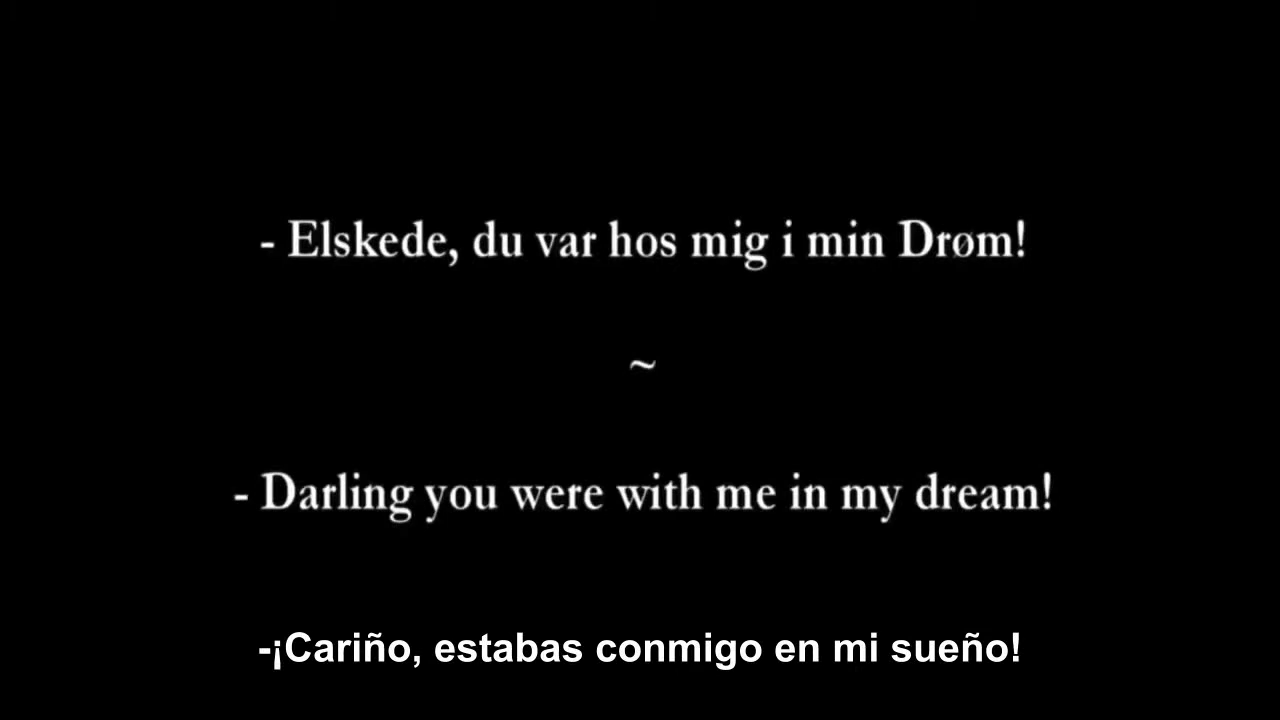 - Elskede, du var hos mig i min Drøm!
~
- Darling you were with me in my dream!
-¡Cariño, estabas conmigo en mi sueño!